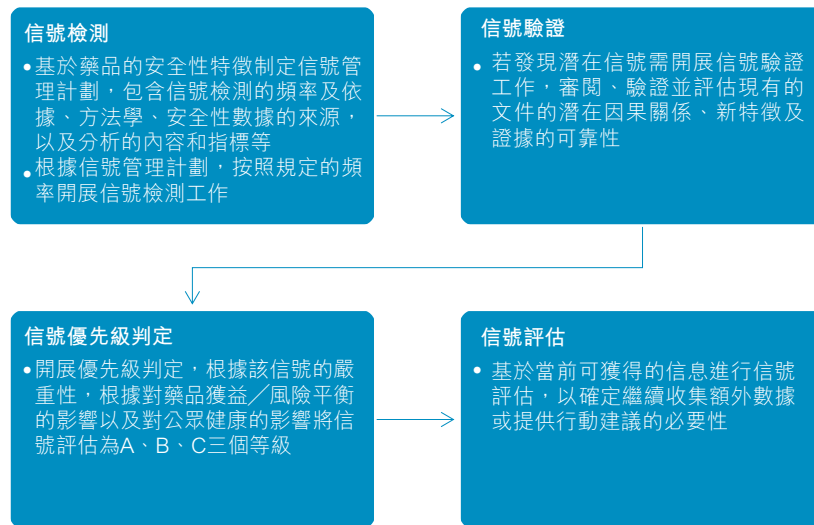 信號檢測
•基於藥品的安全性特徵制定信號管
理計劃，包含信號檢測的頻率及依
據、方法學、安全性數據的來源，
以及分析的內容和指標等
•根據信號管理計劃，按照規定的頻
率開展信號檢測工作
信號驗證
•若發現潛在信號需開展信號驗證
工作，審閱、驗證並評估現有的
文件的潛在因果關係、新特徵及
證據的可靠性
信號優先級判定
•開展優先級判定，根據該信號的嚴
重性，根據對藥品獲益╱風險平衡
的影響以及對公眾健康的影響將信
號評估為A、B、C三個等級
信號評估
•基於當前可獲得的信息進行信號
評估，以確定繼續收集額外數據
或提供行動建議的必要性